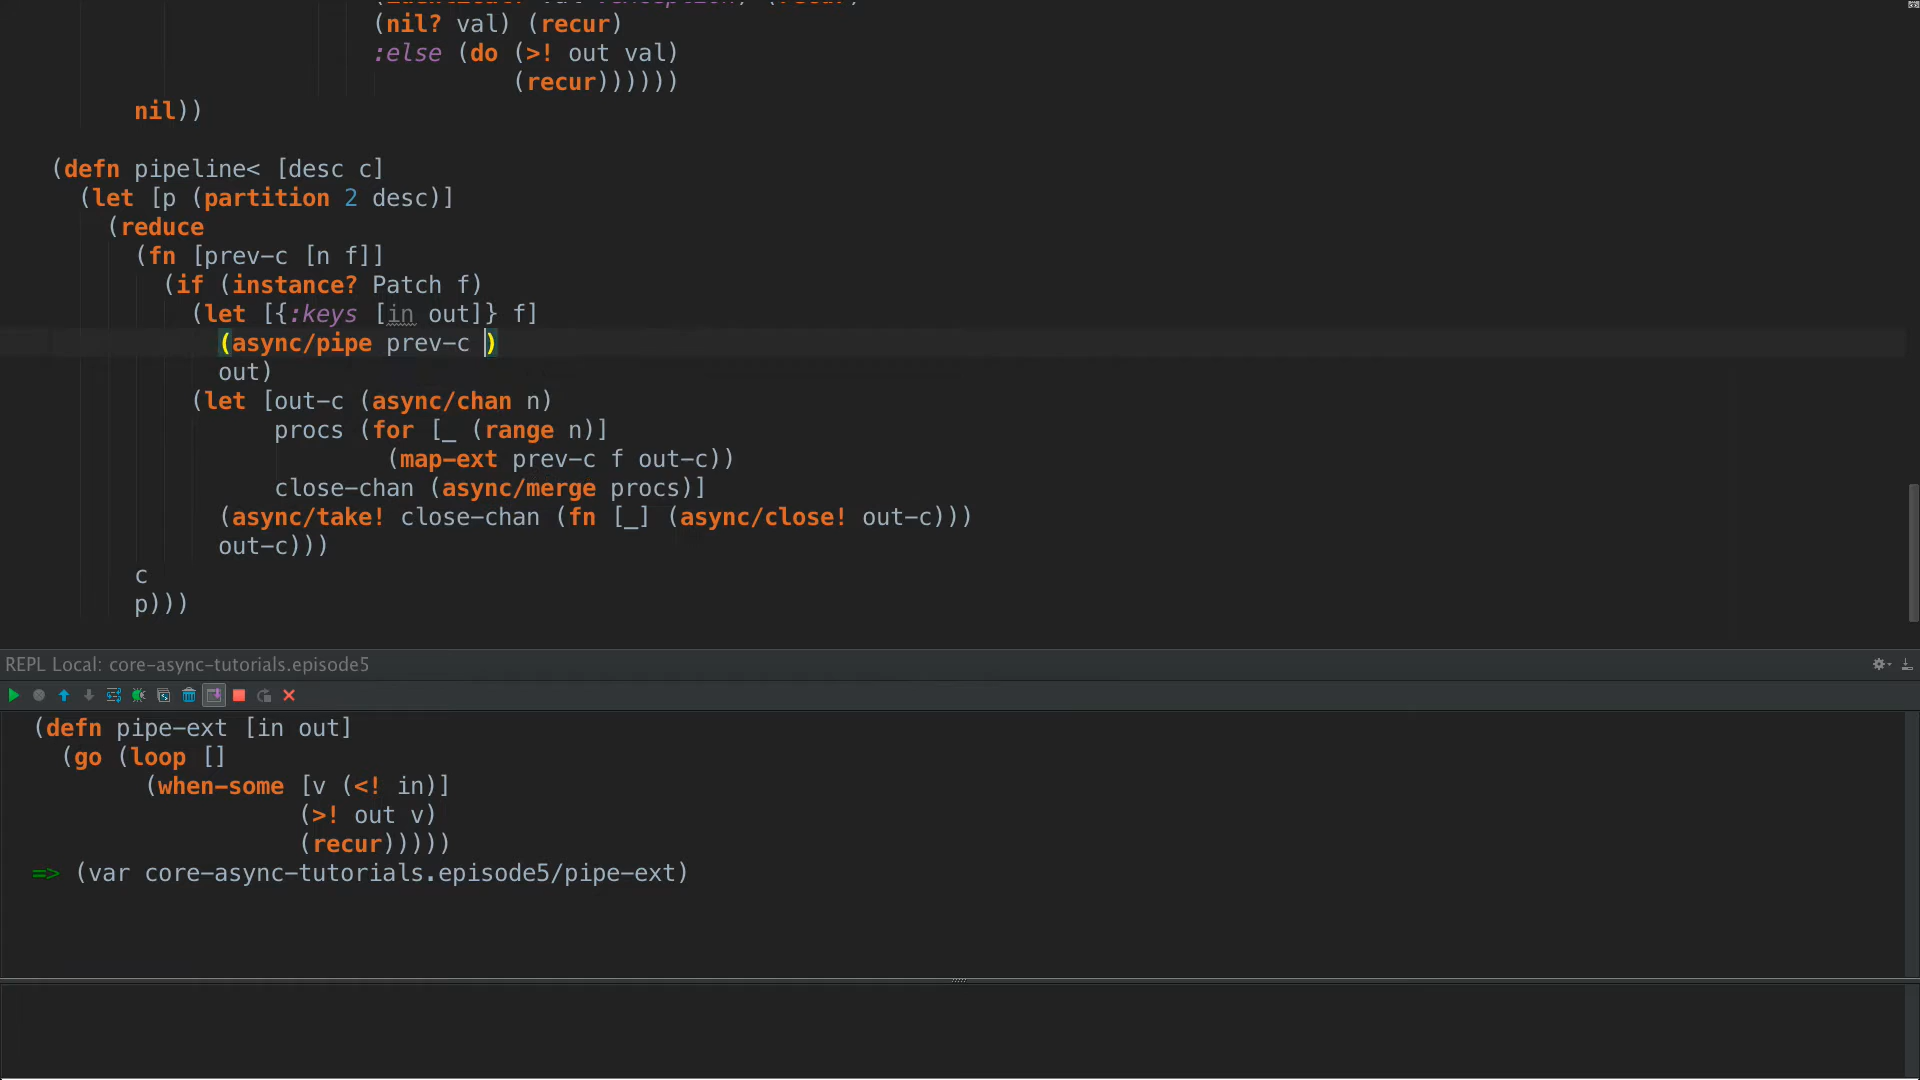 (nil? val) (recur)
:else (do (>! out val)
(recur))))))
nil))
(defn pipeline< [desc c]
(let [p (partition 2 desc)]
(reduce
(fn [prev-c [n f]]
(if (instance? Patch f)
(let [{:keys [in out]} f]
(async/pipe prev-c )
out)
(let [out-c (async/chan n)
procs (for [_ (range n)]
(map-ext prev-c f out-c))
close-chan (async/merge procs)]
(async/take! close-chan (fn [_] (async/close! out-c)))
out-c)))
c
p)))
REPL Local: core-async-tutorials.episode5
(defn pipe-ext [in out]
(go (loop []
(when-some [v (<! in)]
(>! out v)
(recur)))))
=> (var core-async-tutorials.episode5/pipe-ext)